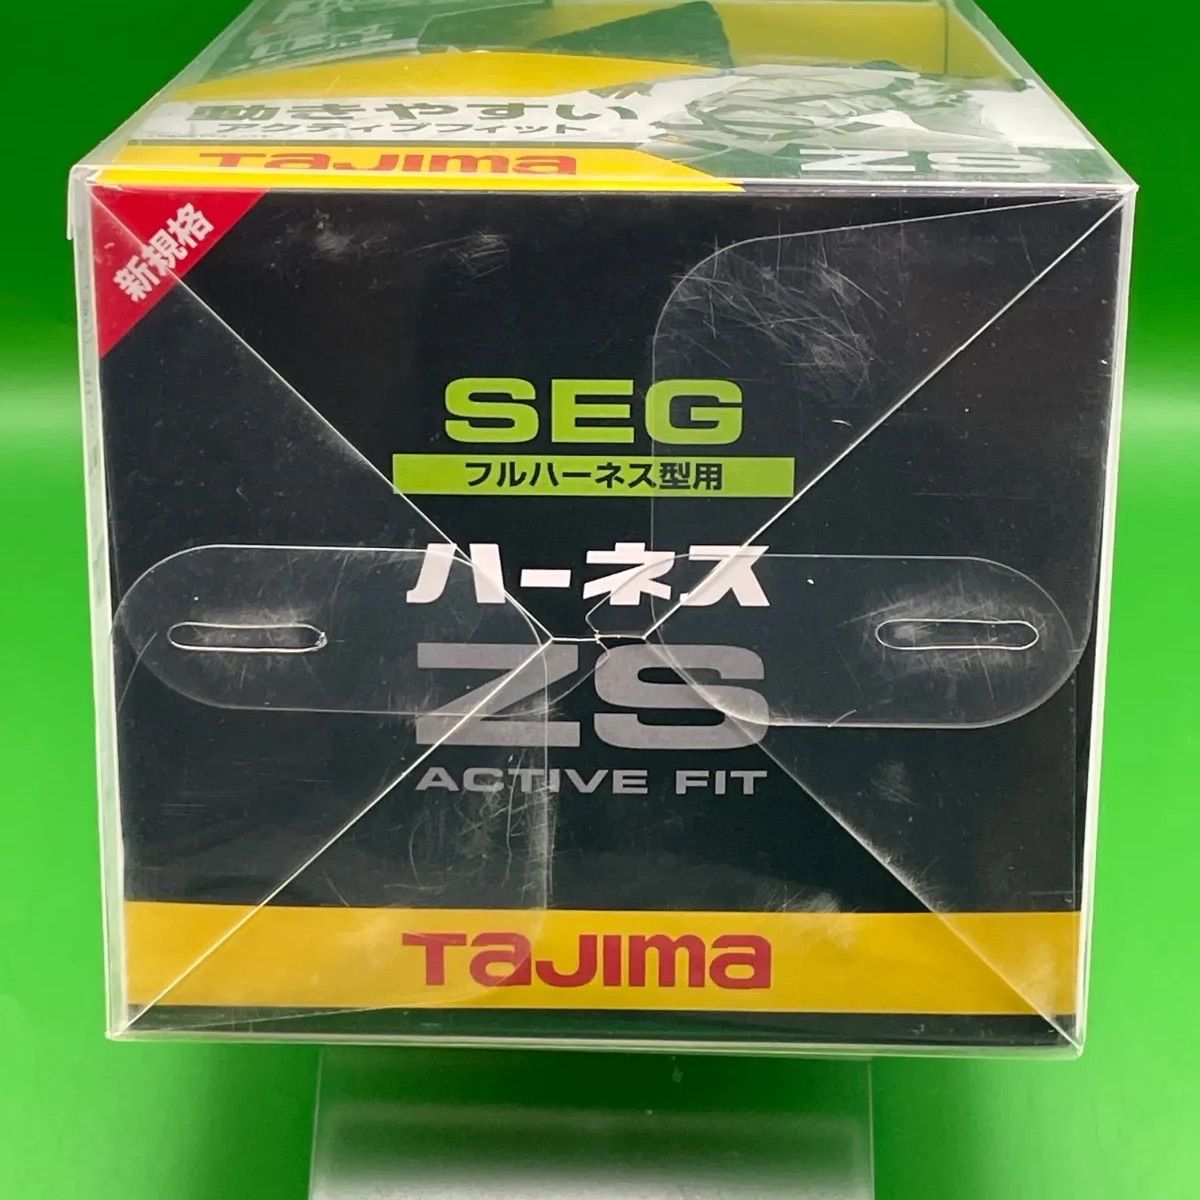 動きやすい
アクティブフィット
TaJima
ZS
新規格
SEG
フルハーネス型用
ハーネス
ZS
ACTIVE FIT
TaJima